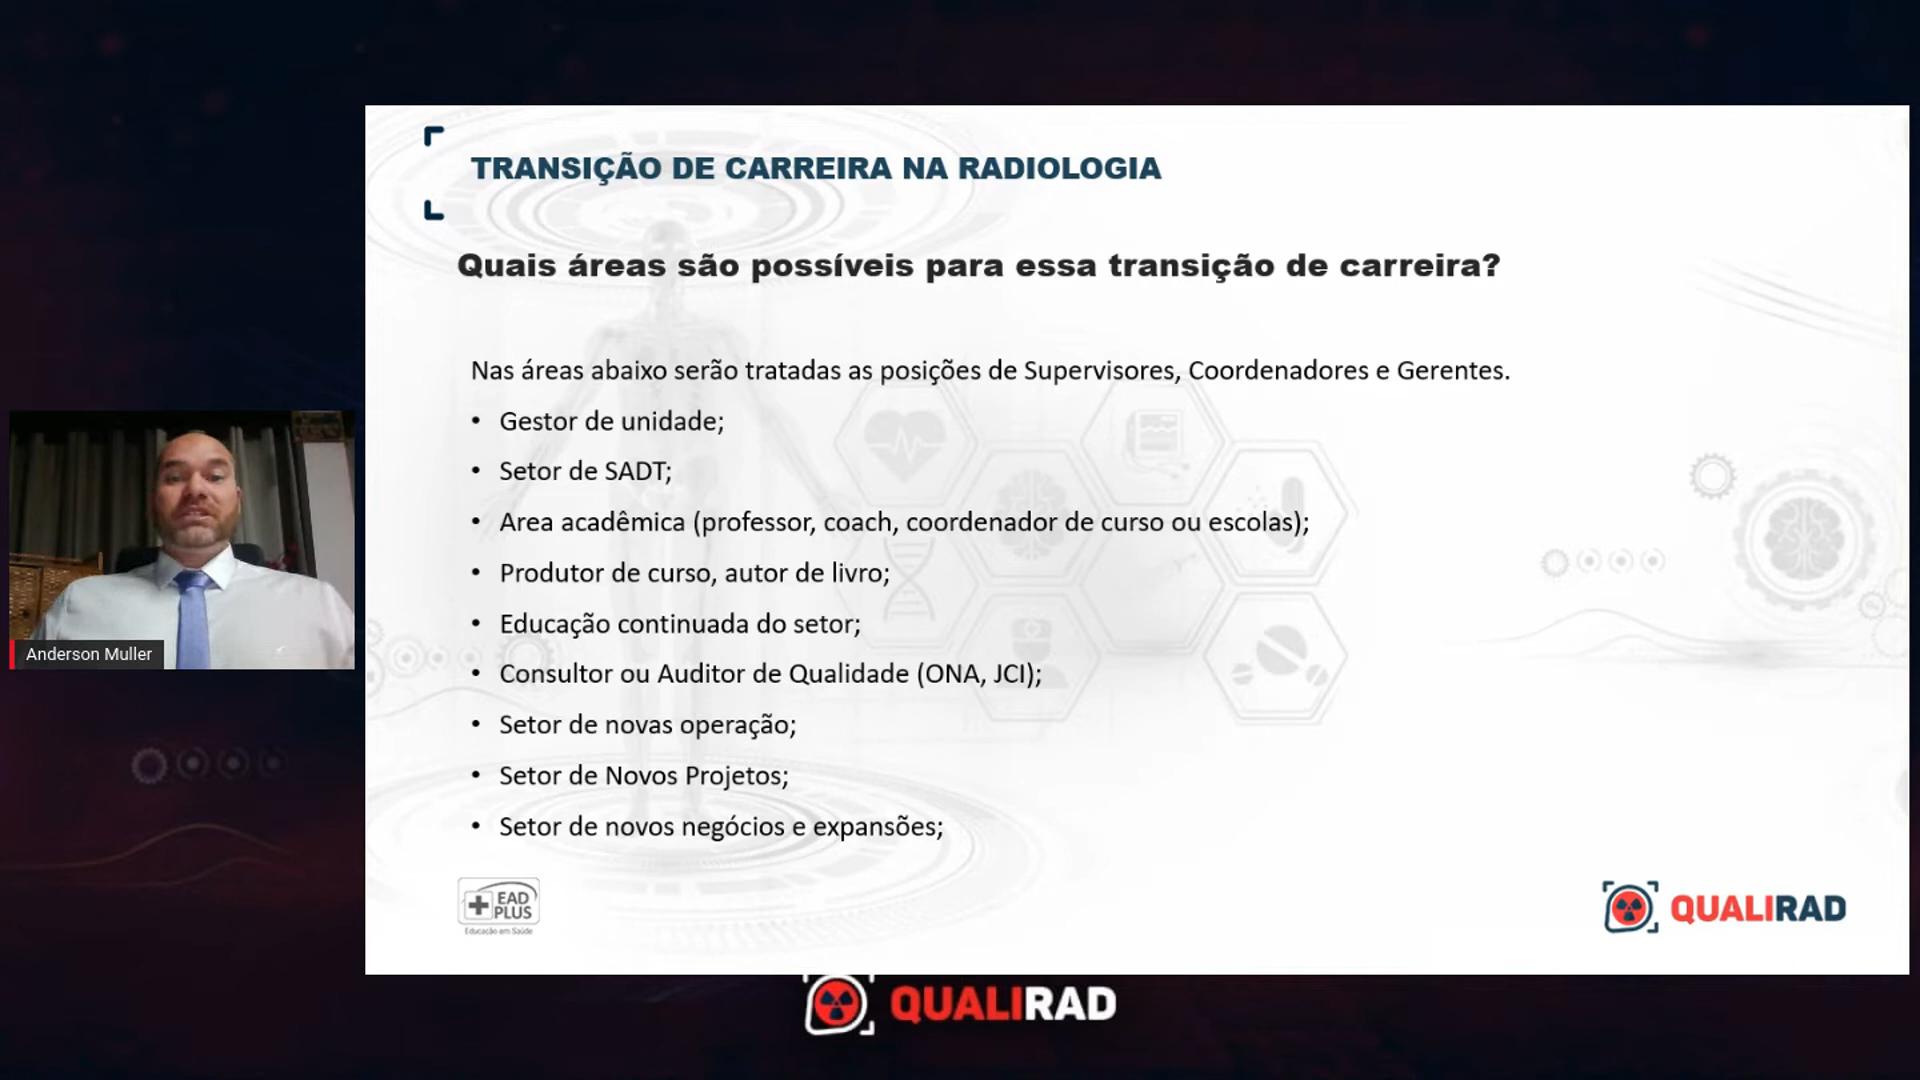 TRANSIÇÃO DE CARREIRA NA RADIOLOGIA
Quais áreas são possíveis para essa transição de carreira?
Nas áreas abaixo serão tratadas as posições de Supervisores, Coordenadores e Gerentes.
• Gestor de unidade;
• Setor de SADT;
• Area acadêmica (professor, coach, coordenador de curso ou escolas);
• Produtor de curso, autor de livro;
• Educação continuada do setor;
• Consultor ou Auditor de Qualidade (ONA, JCI);
• Setor de novas operação;
• Setor de Novos Projetos;
• Setor de novos negócios e expansões;
Anderson Muller
EAD
PLUS
Educação em Saúde
QUALIRAD
QUALIRAD